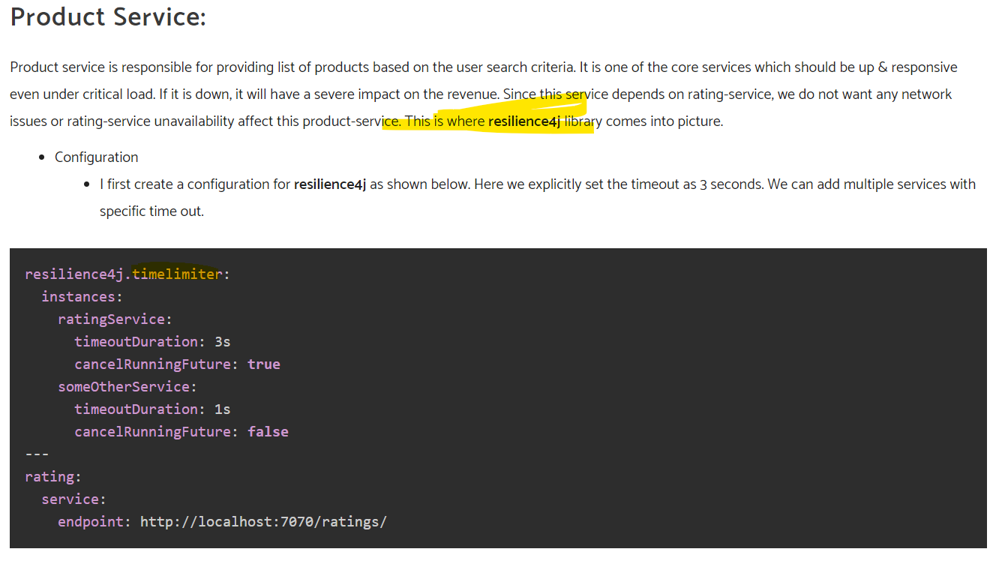 Product Service:
Product service is responsible for providing list of products based on the user search criteria. It is one of the core services which should be up & responsive
even under critical load. If it is down, it will have a severe impact on the revenue. Since this service depends on rating-service, we do not want any network
issues or rating-service unavailability affect this product-service. This is where resilience4j library comes into picture.
• Configuration
• I first create a configuration for resilience4j as shown below. Here we explicitly set the timeout as 3 seconds. We can add multiple services with
specific time out.
resilience4j.timelimiter:
  instances:
    ratingService:
      timeoutDuration: 3s
      cancelRunningFuture: true
    someOtherService:
      timeoutDuration: 1s
      cancelRunningFuture: false
---
rating:
  service:
    endpoint: http://localhost:7070/ratings/